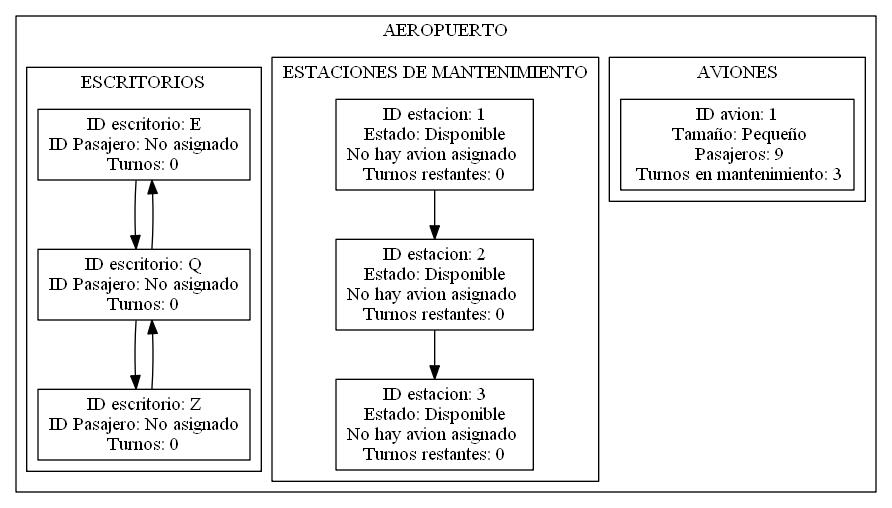 AEROPUERTO
ESCRITORIOS
ID escritorio: E
ID Pasajero: No asignado
Turnos: 0
ID escritorio: Q
ID Pasajero: No asignado
Turnos: 0
ID escritorio: Z
ID Pasajero: No asignado
Turnos: 0
ESTACIONES DE MANTENIMIENTO
ID estacion: 1
Estado: Disponible
No hay avion asignado
Turnos restantes: 0
ID estacion: 2
Estado: Disponible
No hay avion asignado
Turnos restantes: 0
ID estacion: 3
Estado: Disponible
No hay avion asignado
Turnos restantes: 0
AVIONES
ID avion: 1
Tamaño: Pequeño
Pasajeros: 9
Turnos en mantenimiento: 3